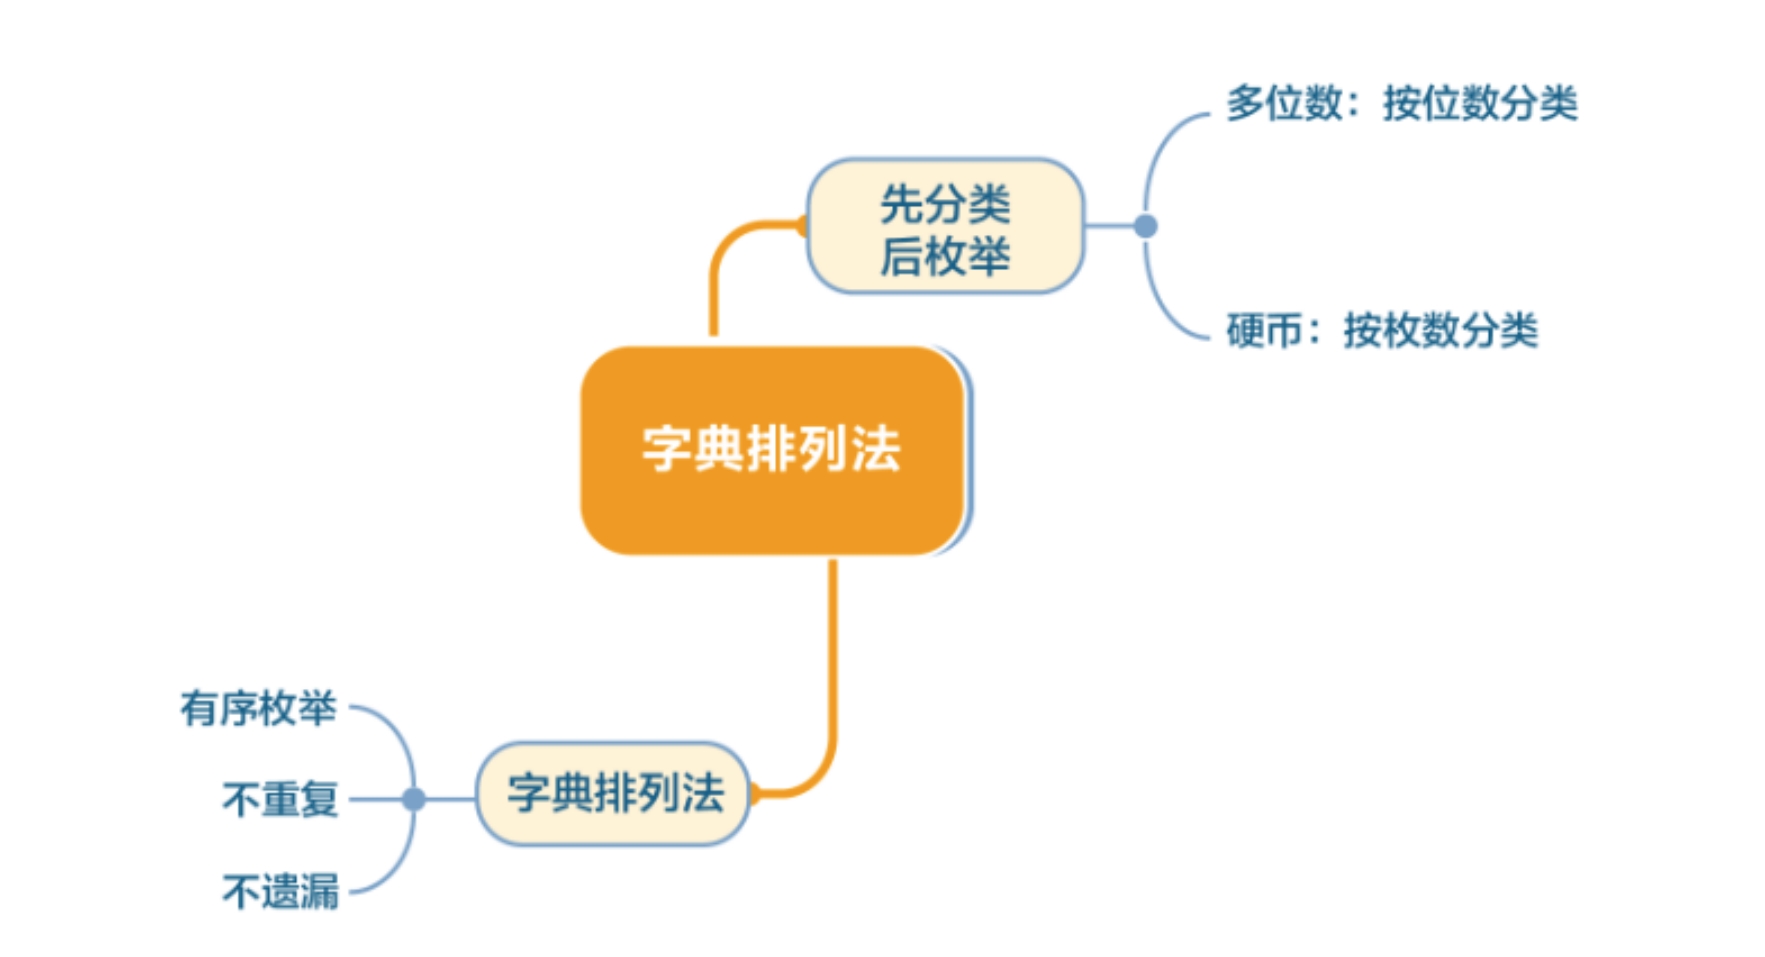 多位数：按位数分类
先分类
后枚举
硬币：按枚数分类
字典排列法
有序枚举
字典排列法
不重复
不遗漏